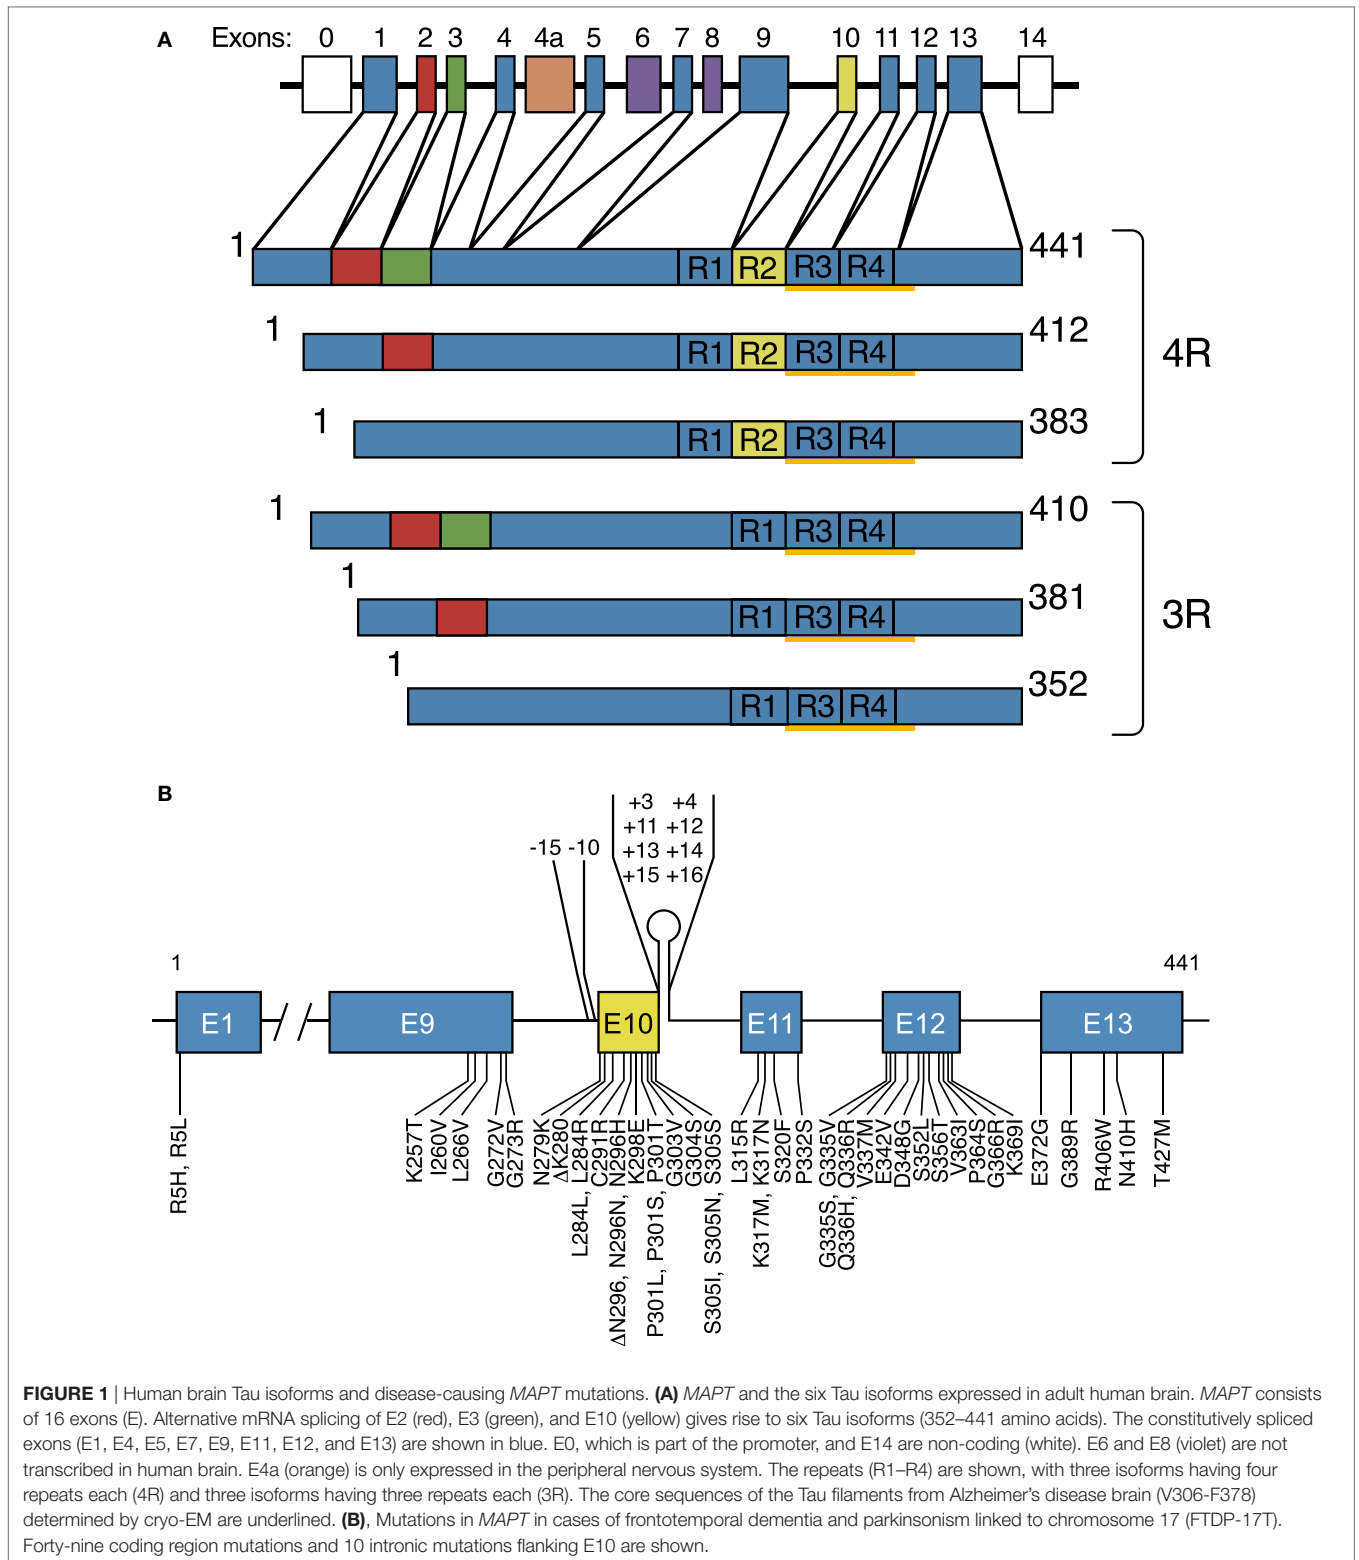 A
Exons: 0 1 2 3 4 4a 5 6 7 8 9 10 11 12 13 14
1 R1 R2 R3 R4 441
1 R1 R2 R3 R4 412
1 R1 R2 R3 R4 383
4R
1 R1 R3 R4 410
1 R1 R3 R4 381
1 R1 R3 R4 352
3R
B
+3 +4
+11 +12
+13 +14
+15 +16
-15 -10
1 441
E1 E9 E10 E11 E12 E13
R5H, R5L
K257T
I260V
L266V
G272V
G273R
N279K
ΔK280
L284L, L284R
C291R
ΔN296, N296N, N296H
K298E
P301L, P301S, P301T
G303V
G304S
S305I, S305N, S305S
L315R
K317M, K317N
S320F
P332S
G335S, G335V
Q336H, Q336R
V337M
E342V
D348G
S352L
S356T
V363I
P364S
G366R
K369I
E372G
G389R
R406W
N410H
T427M
FIGURE 1 | Human brain Tau isoforms and disease-causing MAPT mutations. (A) MAPT and the six Tau isoforms expressed in adult human brain. MAPT consists
of 16 exons (E). Alternative mRNA splicing of E2 (red), E3 (green), and E10 (yellow) gives rise to six Tau isoforms (352–441 amino acids). The constitutively spliced
exons (E1, E4, E5, E7, E9, E11, E12, and E13) are shown in blue. E0, which is part of the promoter, and E14 are non-coding (white). E6 and E8 (violet) are not
transcribed in human brain. E4a (orange) is only expressed in the peripheral nervous system. The repeats (R1–R4) are shown, with three isoforms having four
repeats each (4R) and three isoforms having three repeats each (3R). The core sequences of the Tau filaments from Alzheimer's disease brain (V306-F378)
determined by cryo-EM are underlined. (B), Mutations in MAPT in cases of frontotemporal dementia and parkinsonism linked to chromosome 17 (FTDP-17T).
Forty-nine coding region mutations and 10 intronic mutations flanking E10 are shown.